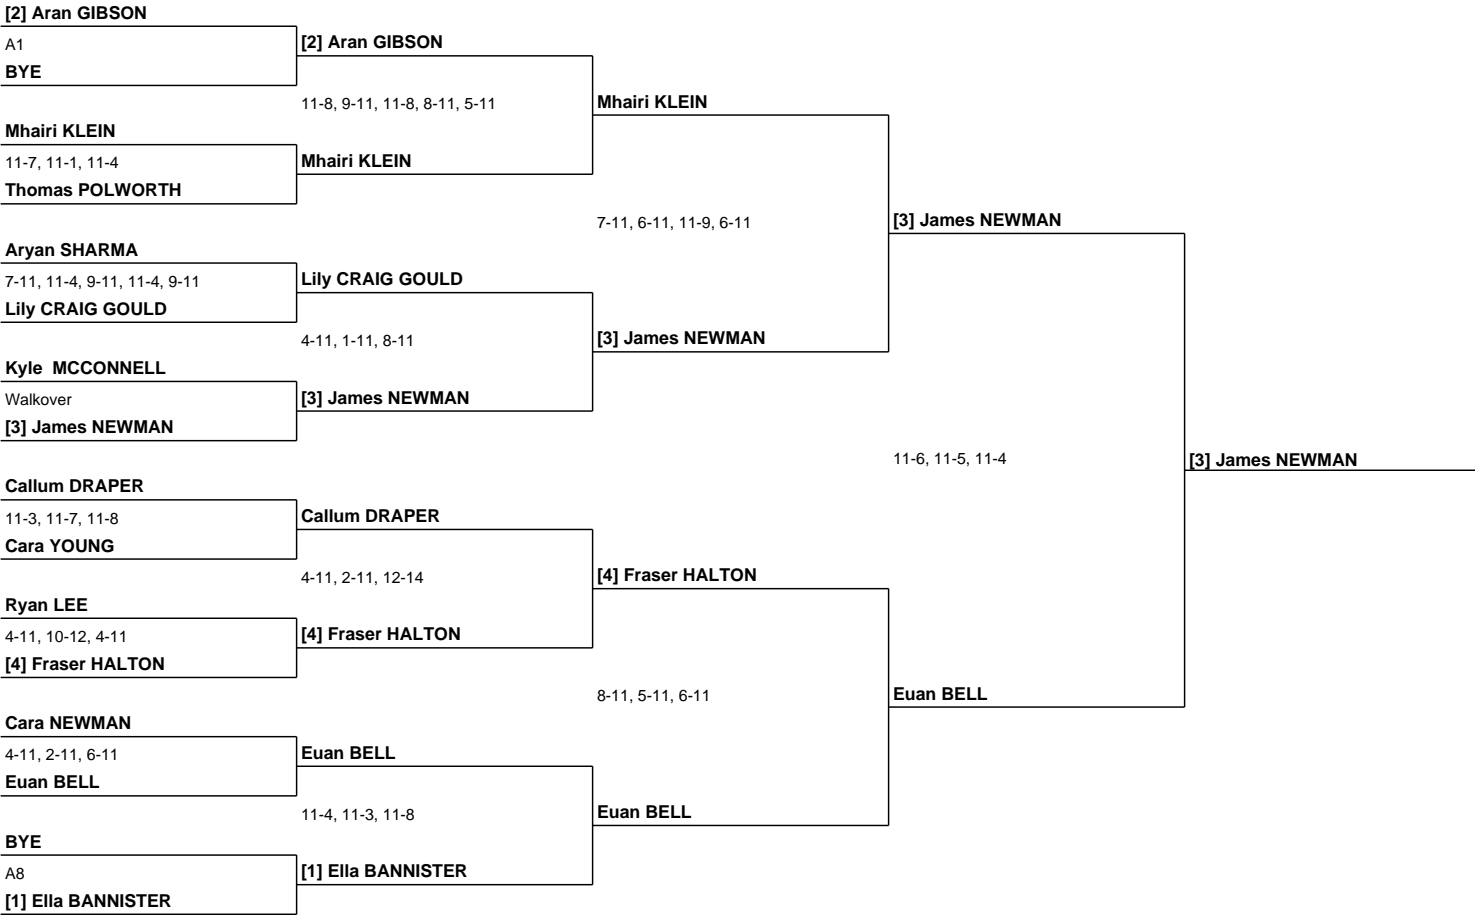 [2] Aran GIBSON
A1
BYE
[2] Aran GIBSON
11-8, 9-11, 11-8, 8-11, 5-11
Mhairi KLEIN
Mhairi KLEIN
11-7, 11-1, 11-4
Thomas POLWORTH
Mhairi KLEIN
7-11, 6-11, 11-9, 6-11
[3] James NEWMAN
Aryan SHARMA
7-11, 11-4, 9-11, 11-4, 9-11
Lily CRAIG GOULD
Lily CRAIG GOULD
4-11, 1-11, 8-11
[3] James NEWMAN
Kyle  MCCONNELL
Walkover
[3] James NEWMAN
[3] James NEWMAN
11-6, 11-5, 11-4
[3] James NEWMAN
Callum DRAPER
11-3, 11-7, 11-8
Cara YOUNG
Callum DRAPER
4-11, 2-11, 12-14
[4] Fraser HALTON
Ryan LEE
4-11, 10-12, 4-11
[4] Fraser HALTON
[4] Fraser HALTON
8-11, 5-11, 6-11
Euan BELL
Cara NEWMAN
4-11, 2-11, 6-11
Euan BELL
Euan BELL
11-4, 11-3, 11-8
Euan BELL
BYE
A8
[1] Ella BANNISTER
[1] Ella BANNISTER